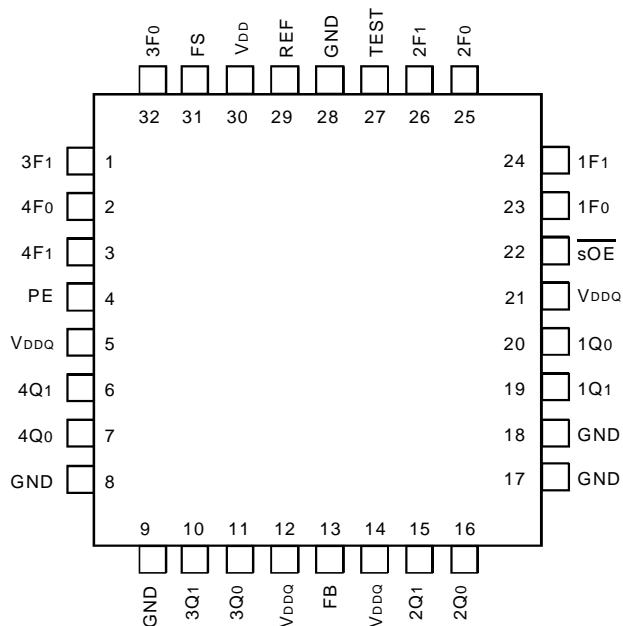 3F0 FS VDD REF GND TEST 2F1 2F0
32 31 30 29 28 27 26 25
3F1 1 24 1F1
4F0 2 23 1F0
4F1 3 22 sOE
PE 4 21 VDDQ
VDDQ 5 20 1Q0
4Q1 6 19 1Q1
4Q0 7 18 GND
GND 8 17 GND
9 10 11 12 13 14 15 16
GND 3Q1 3Q0 VDDQ FB VDDQ 2Q1 2Q0